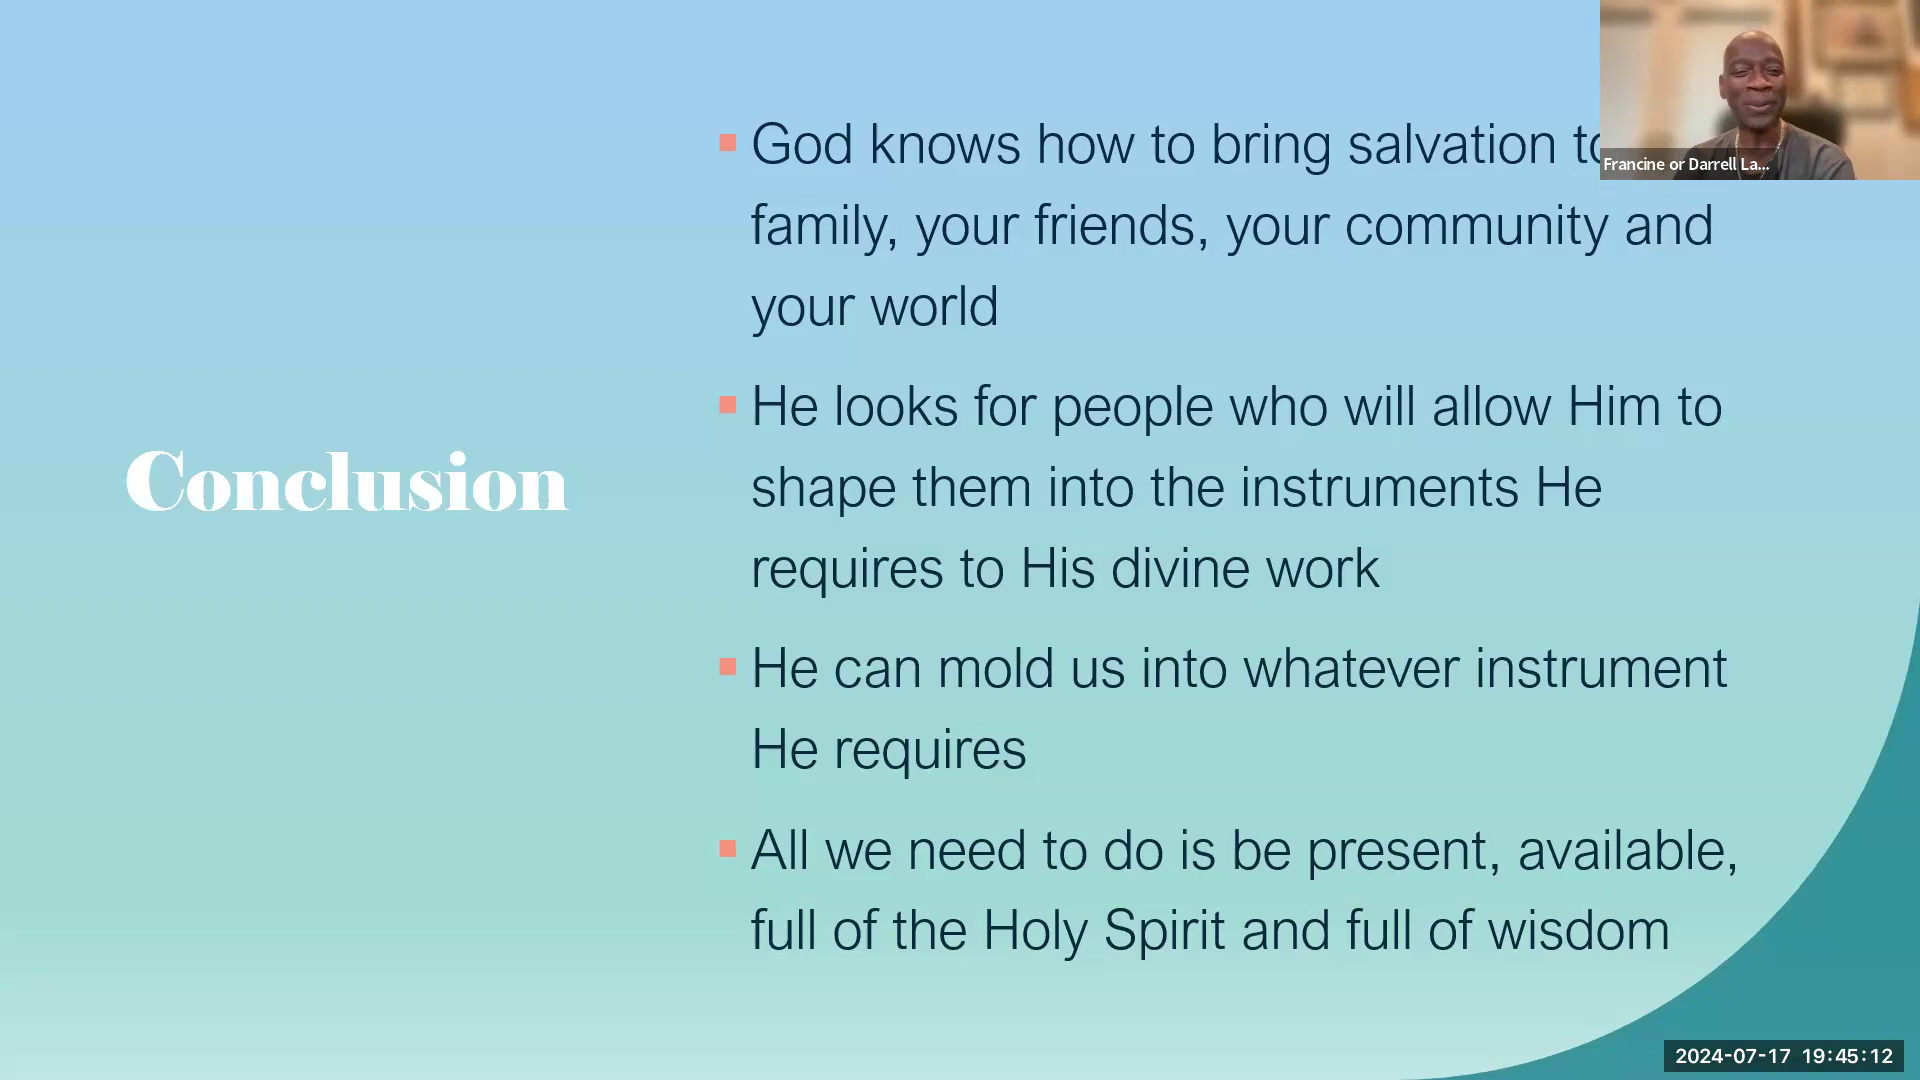 God knows how to bring salvation
family, your friends, your community and
your world
He looks for people who will allow Him to
shape them into the instruments He
requires to His divine work
He can mold us into whatever instrument
He requires
All we need to do is be present, available,
full of the Holy Spirit and full of wisdom
Conclusion
Francine or Darrell La...
2024-07-17 19:45:12